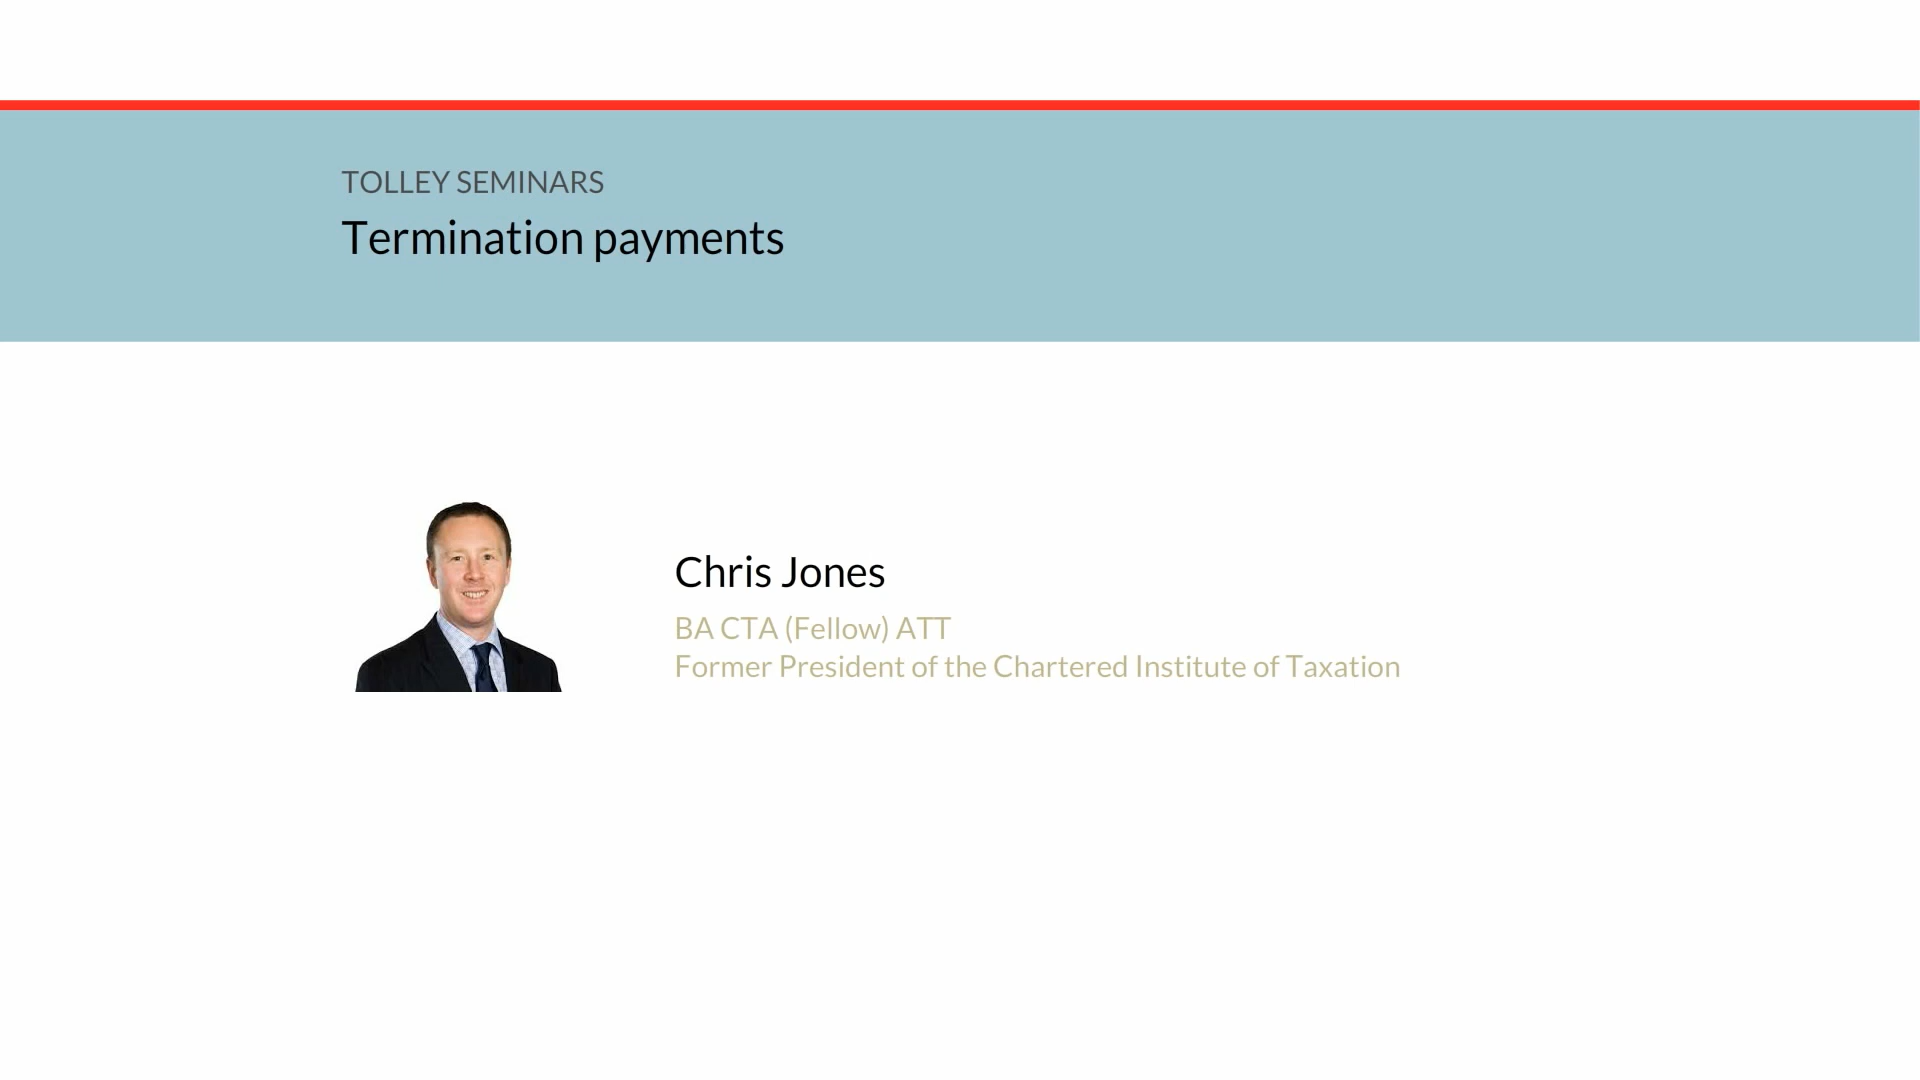 TOLLEY SEMINARS
Termination payments
Chris Jones
BA CTA (Fellow) ATT
Former President of the Chartered Institute of Taxation